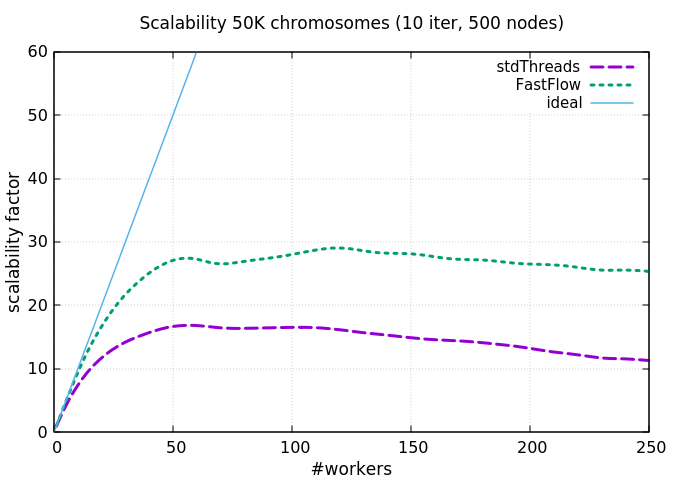 Scalability 50K chromosomes (10 iter, 500 nodes)
60
50
40
30
20
10
0
scalability factor
stdThreads
FastFlow
ideal
0 50 100 150 200 250
#workers